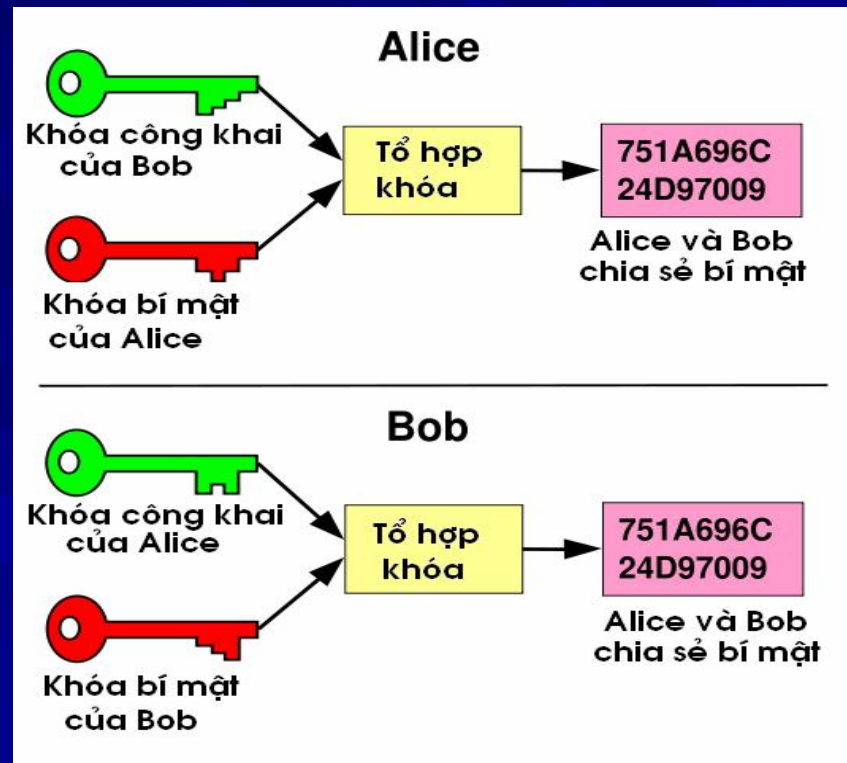 Alice
Khóa công khai
của Bob
Tổ hợp
khóa
751A696C
24D97009
Alice và Bob
chia sẻ bí mật
Khóa bí mật
của Alice
Bob
Khóa công khai
của Alice
Tổ hợp
khóa
751A696C
24D97009
Alice và Bob
chia sẻ bí mật
Khóa bí mật
của Bob